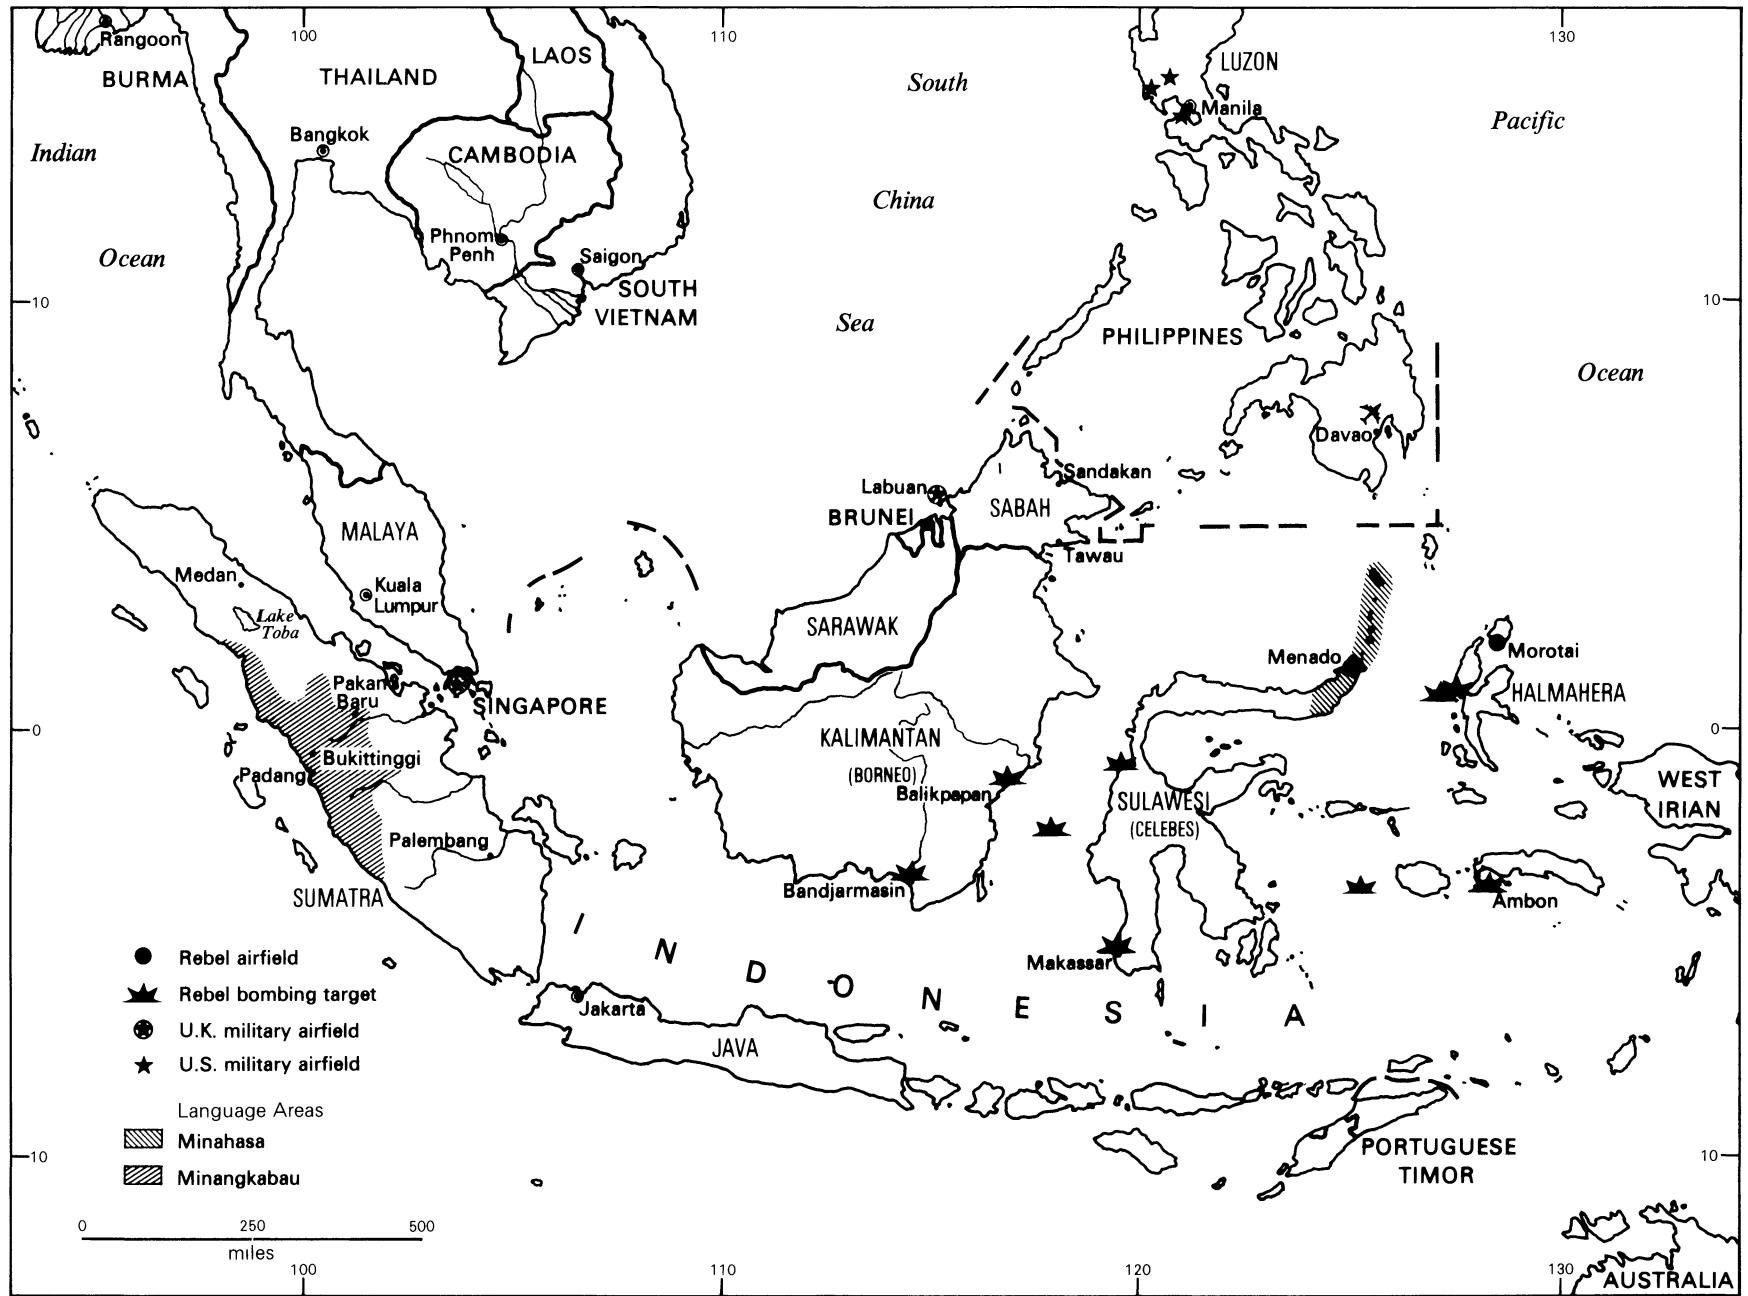 100
110
130
Rangoon
BURMA
THAILAND
LAOS
South
LUZON
Manila
Pacific
Indian
Bangkok
CAMBODIA
China
Ocean
Phnom
Penh
Saigon
SOUTH
VIETNAM
10
10
Sea
PHILIPPINES
Ocean
Davao
Sandakan
Labuan
BRUNEI
SABAH
Tawau
MALAYA
Medan
Kuala
Lumpur
Lake
Toba
SARAWAK
Menado
Morotai
Pakan
Baru
SINGAPORE
HALMAHERA
0
0
KALIMANTAN
(BORNEO)
Bukittinggi
Padang
Balikpapan
SULAWESI
(CELEBES)
WEST
IRIAN
Palembang
SUMATRA
Bandjarmasin
Ambon
Makassar
INDONESIA
Rebel airfield
Rebel bombing target
U.K. military airfield
U.S. military airfield
Jakarta
JAVA
Language Areas
Minahasa
Minangkabau
PORTUGUESE
TIMOR
10
10
0 250 500
miles
100
110
120
130
AUSTRALIA